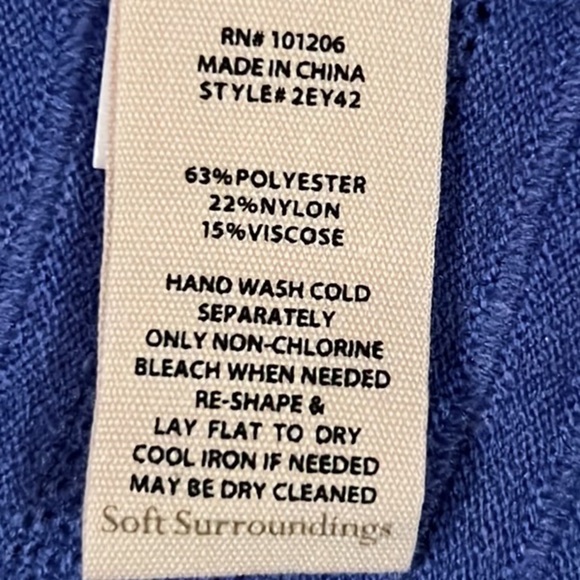 RN# 101206
MADE IN CHINA
STYLE# 2EY42
63%POLYESTER
22%NYLON
15%VISCOSE
HAND WASH COLD
SEPARATELY
ONLY NON-CHLORINE
BLEACH WHEN NEEDED
RE-SHAPE &
LAY FLAT TO DRY
COOL IRON IF NEEDED
MAY BE DRY CLEANED
Soft Surroundings